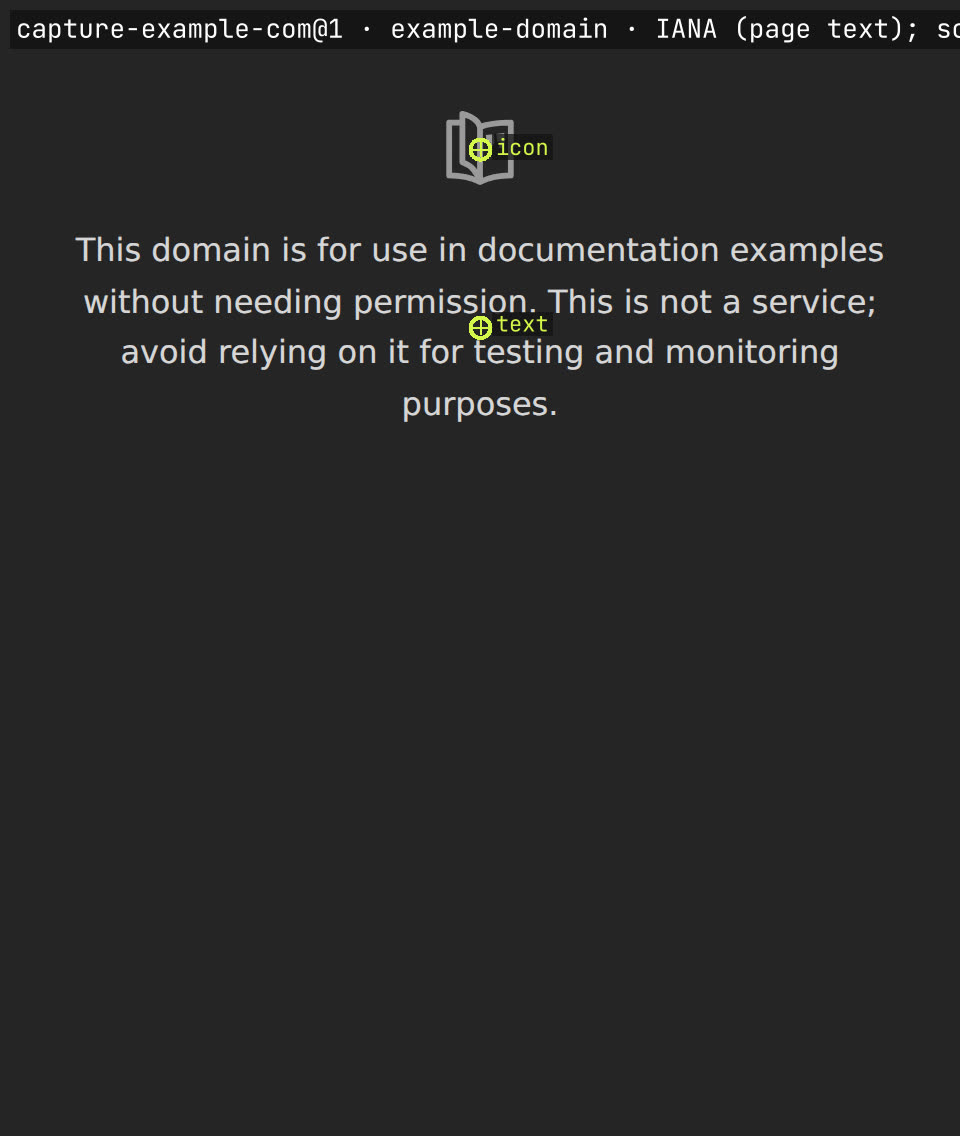 capture-example-com@1 · example-domain · IANA (page text); so
icon
This domain is for use in documentation examples
without needing permission. This is not a service;
text
avoid relying on it for testing and monitoring
purposes.